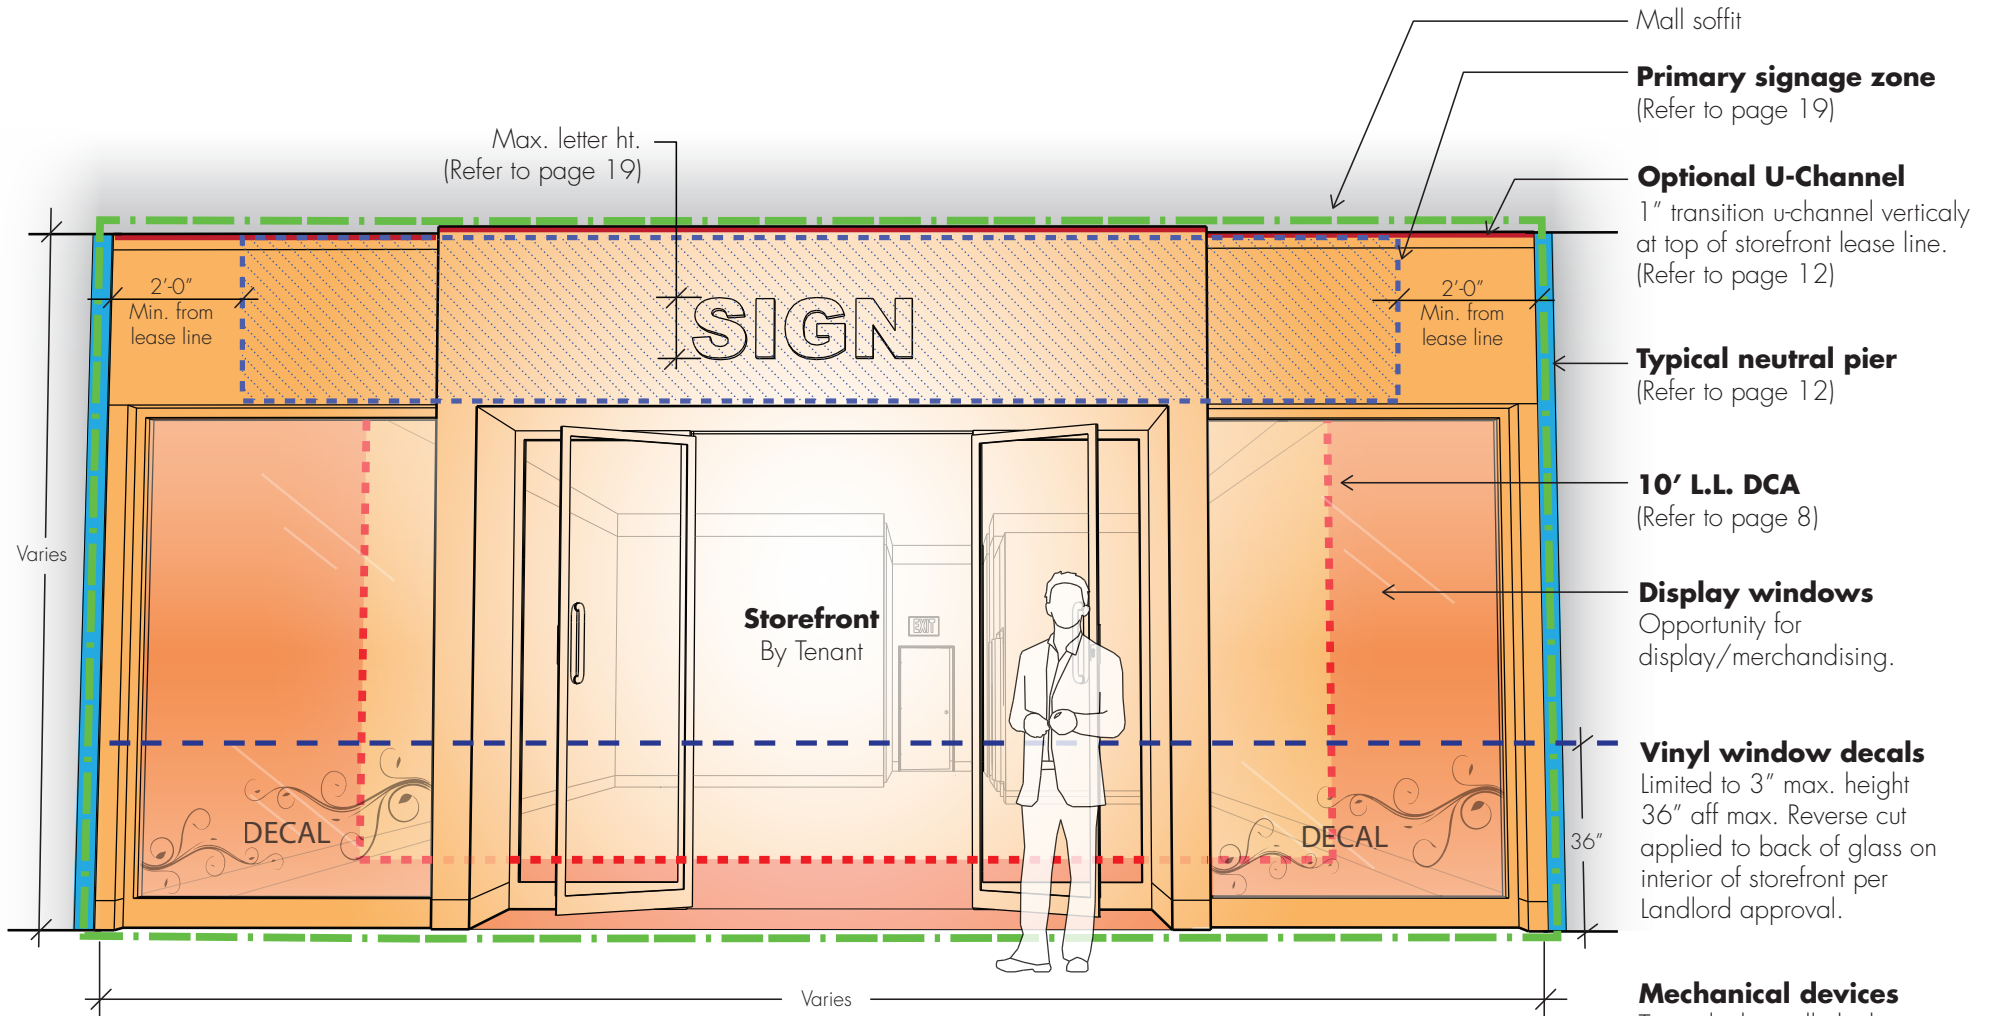 Mall soffit
Primary signage zone
(Refer to page 19)
Max. letter ht.
(Refer to page 19)
Optional U-Channel
1” transition u-channel verticaly
at top of storefront lease line.
(Refer to page 12)
2’-0”
Min. from
lease line
SIGN
2’-0”
Min. from
lease line
Typical neutral pier
(Refer to page 12)
10’ L.L. DCA
(Refer to page 8)
Varies
Display windows
Opportunity for
display/merchandising.
Storefront
By Tenant
EXIT
Vinyl window decals
Limited to 3” max. height
36” aff max. Reverse cut
applied to back of glass on
interior of storefront per
Landlord approval.
DECAL
DECAL
36”
Varies
Mechanical devices